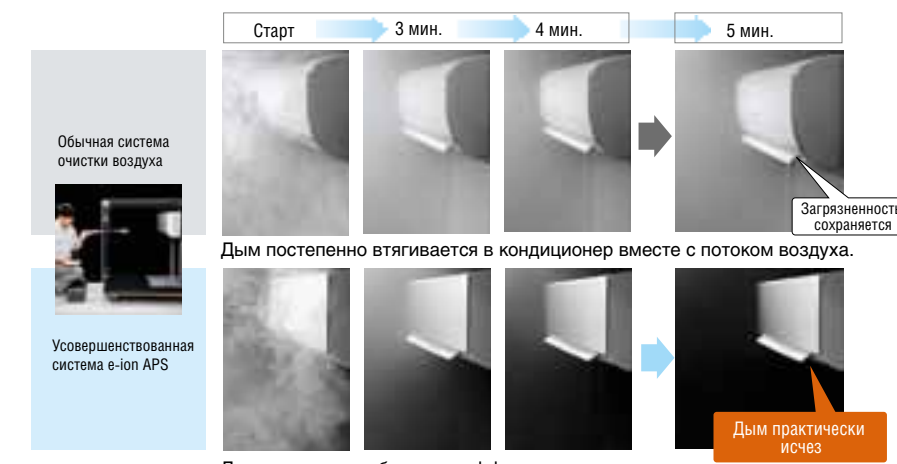 Старт
3 мин.
4 мин.
5 мин.
Обычная система
очистки воздуха
Загрязненность
сохраняется
Дым постепенно втягивается в кондиционер вместе с потоком воздуха.
Усовершенствованная
система e-ion APS
Дым практически
исчез